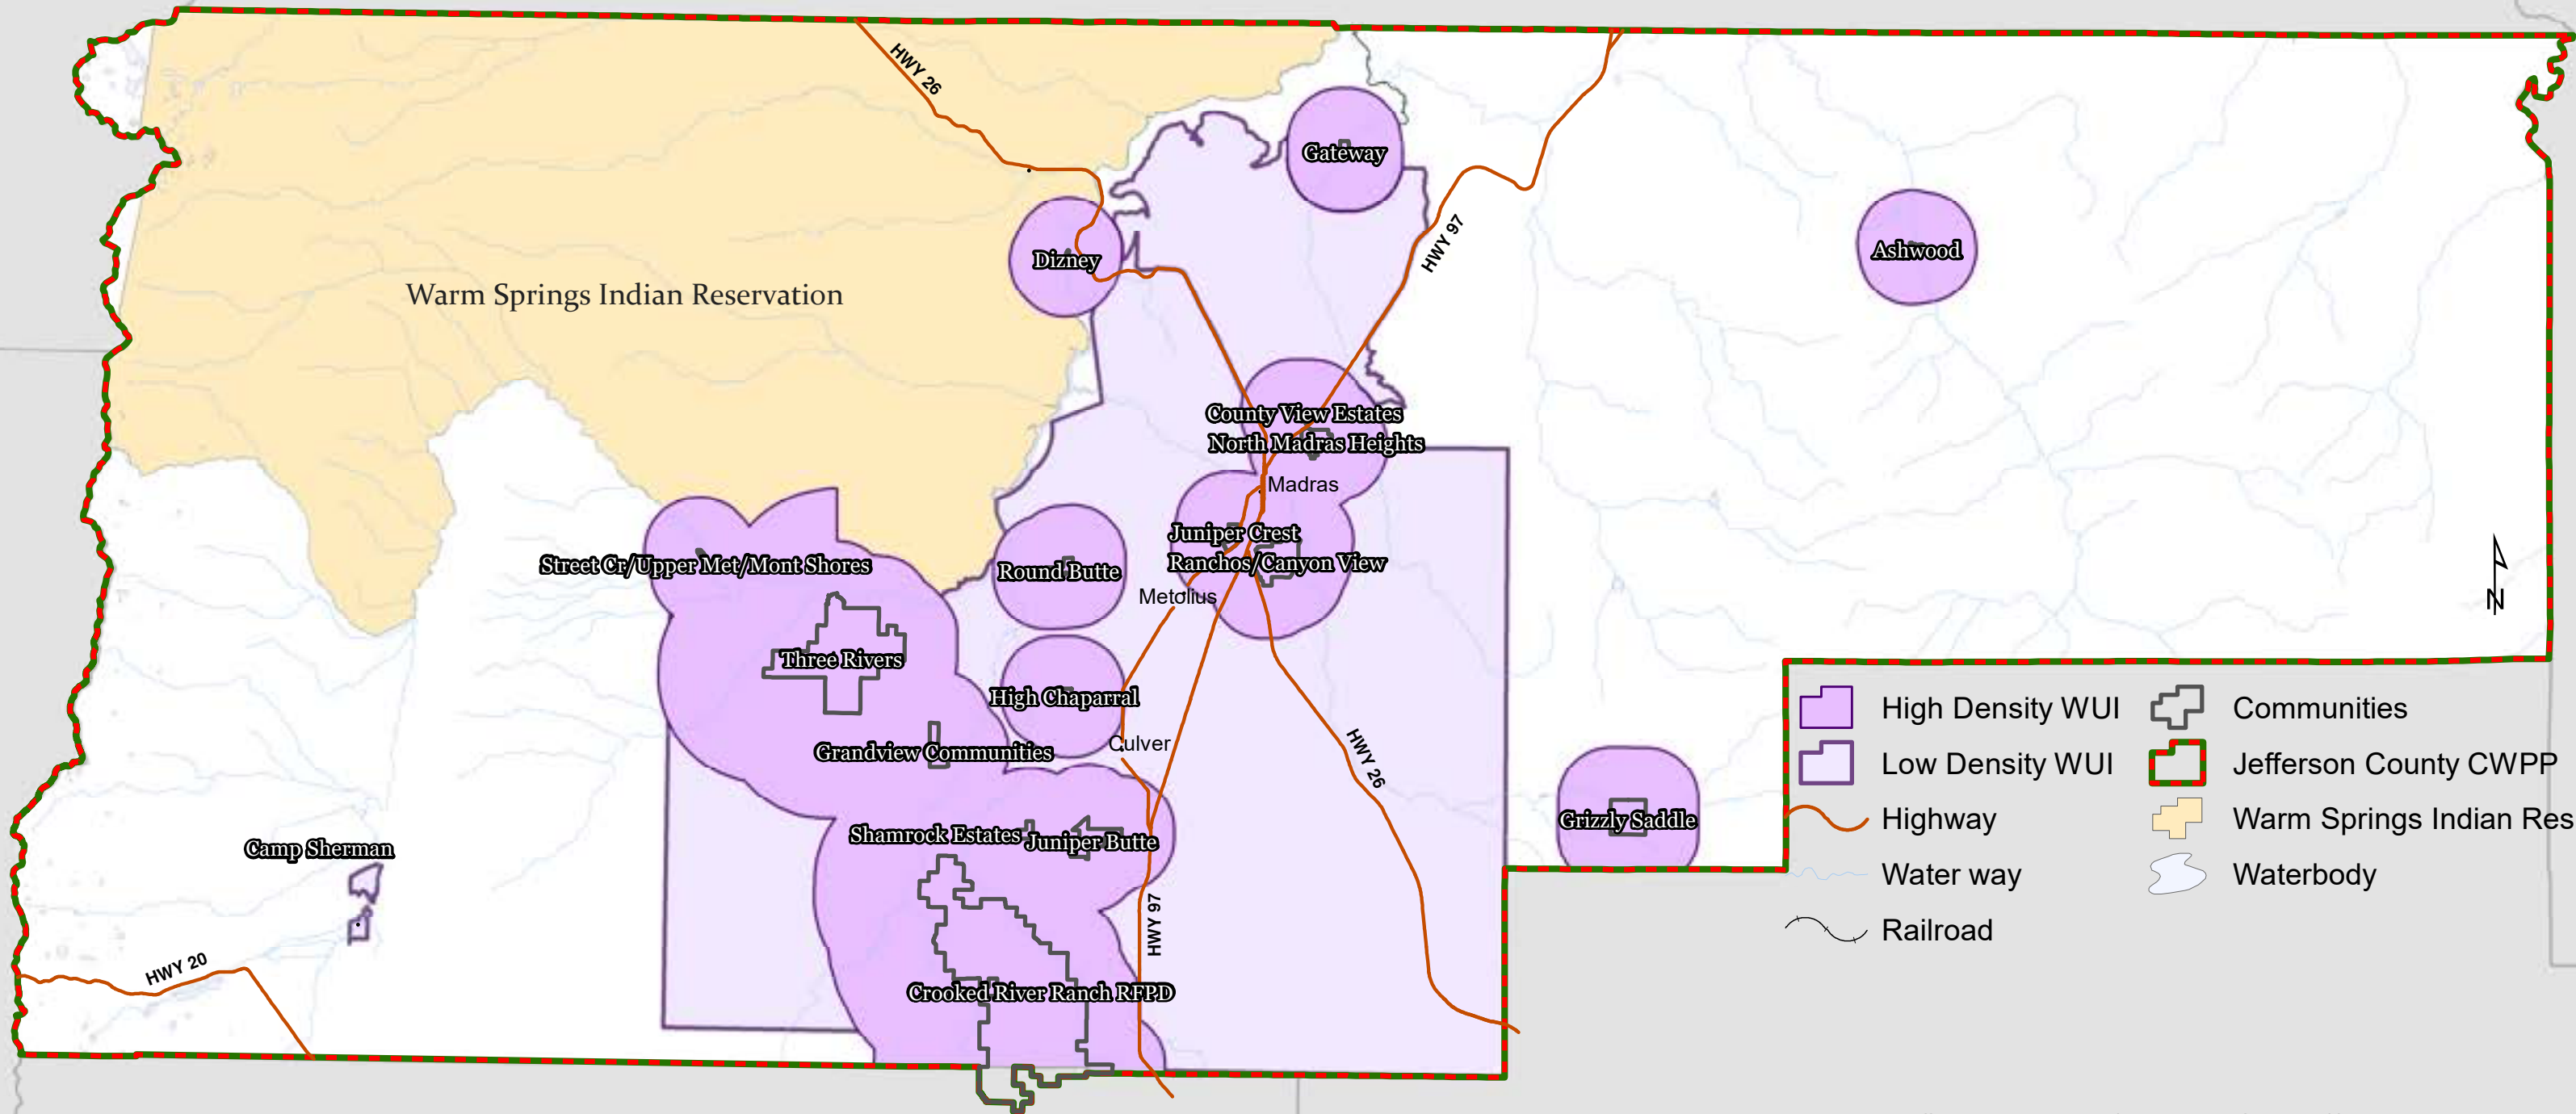 HWY 26
Gateway
HWY 97
Ashwood
Dizney
Warm Springs Indian Reservation
County View Estates
North Madras Heights
Madras
Juniper Crest
Ranchos/Canyon View
Street Cr/Upper Met/Mont Shores
Round Butte
Metolius
Three Rivers
High Chaparral
Culver
Grandview Communities
HWY 26
Shamrock Estates
Juniper Butte
Grizzly Saddle
Camp Sherman
HWY 97
HWY 20
Crooked River Ranch RFPD
N
High Density WUI
Low Density WUI
Highway
Water way
Railroad
Communities
Jefferson County CWPP
Warm Springs Indian Res
Waterbody